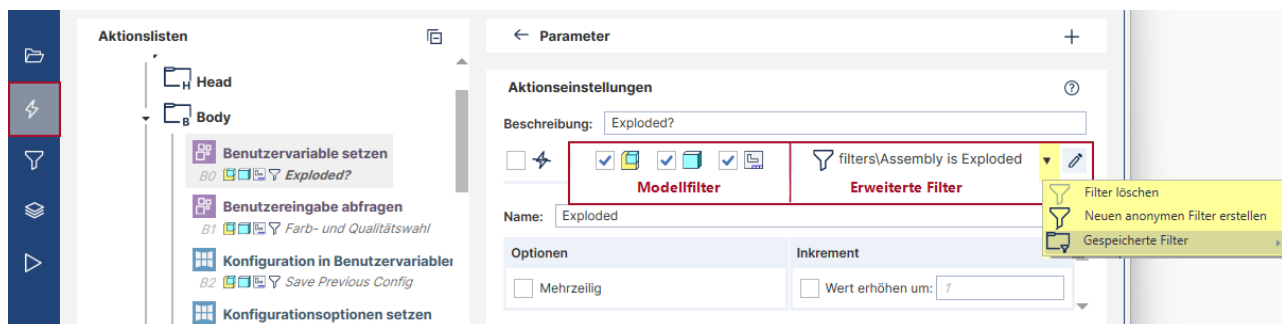 Aktionslisten
Head
Body
Benutzervariable setzen
B0 Exploded?
Benutzereingabe abfragen
B1 Farb- und Qualitätswahl
Konfiguration in Benutzervariablen
B2 Save Previous Config
Konfigurationsoptionen setzen
Parameter
Aktionseinstellungen
Beschreibung: Exploded?
filters\Assembly is Exploded
Modellfilter
Erweiterte Filter
Filter löschen
Neuen anonymen Filter erstellen
Gespeicherte Filter
Name: Exploded
Optionen
Inkrement
Mehrzeilig
Wert erhöhen um: 1